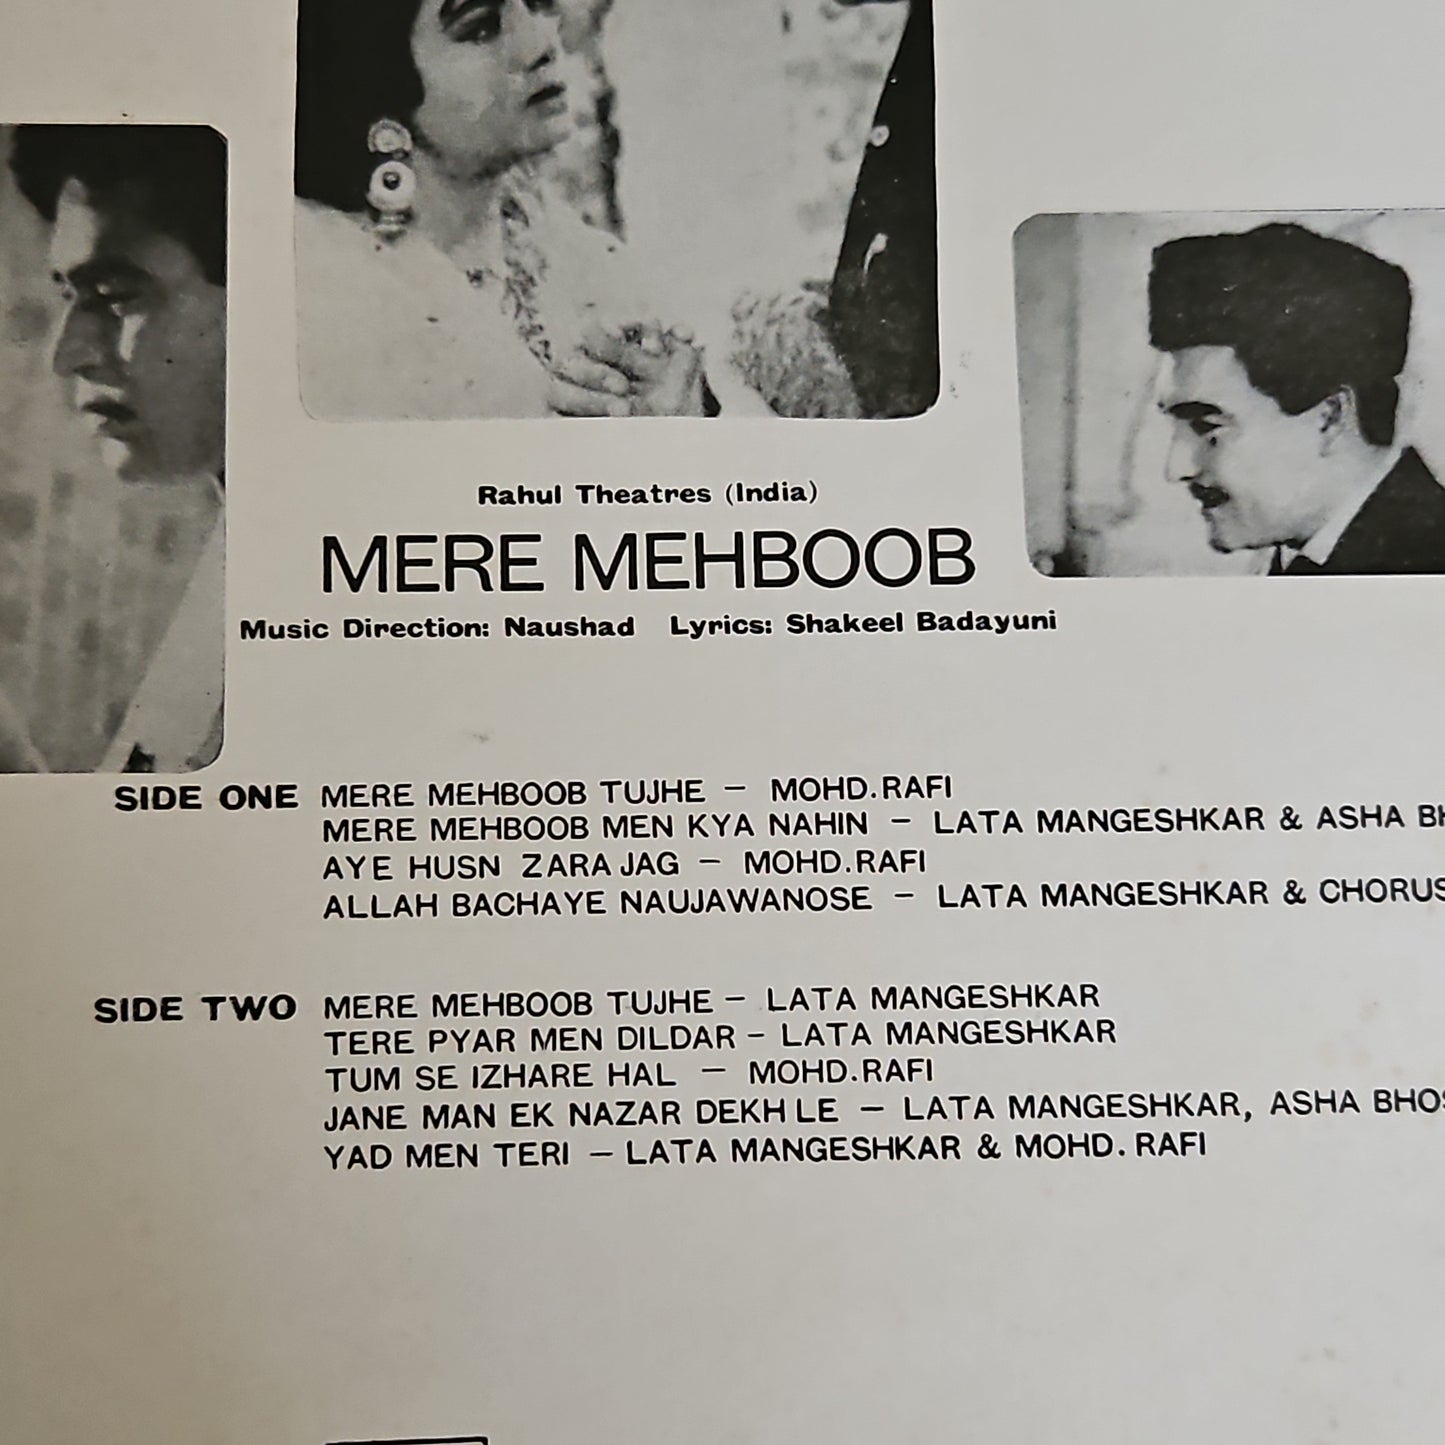 Rahul Theatres (India)
MERE MEHBOOB
Music Direction: Naushad Lyrics: Shakeel Badayuni
SIDE ONE MERE MEHBOOB TUJHE – MOHD.RAFI
MERE MEHBOOB MEN KYA NAHIN – LATA MANGESHKAR & ASHA
AYE HUSN ZARA JAG – MOHD.RAFI
ALLAH BACHAYE NAUJAWANOSE – LATA MANGESHKAR & CHORUS
SIDE TWO MERE MEHBOOB TUJHE – LATA MANGESHKAR
TERE PYAR MEN DILDAR – LATA MANGESHKAR
TUM SE IZHARE HAL – MOHD.RAFI
JANE MAN EK NAZAR DEKH LE – LATA MANGESHKAR, ASHA
YAD MEN TERI – LATA MANGESHKAR & MOHD. RAFI